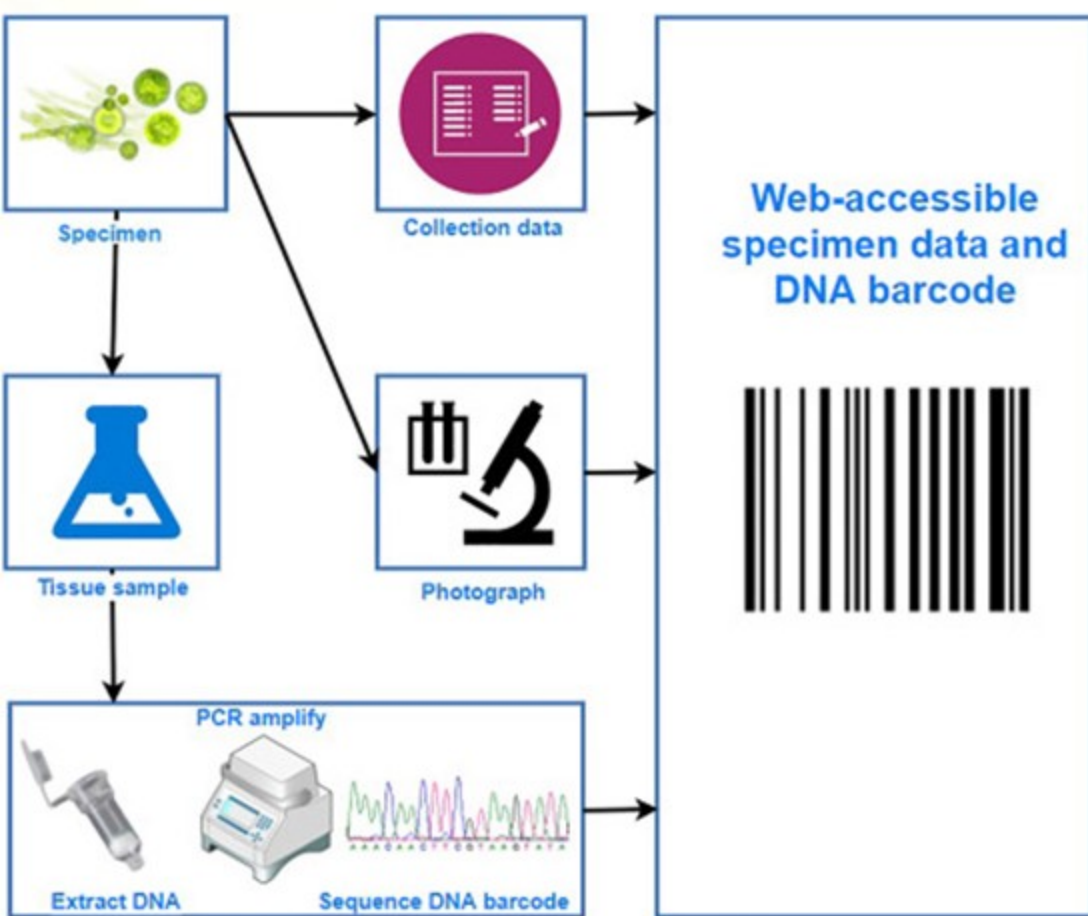 Specimen
Collection data
Web-accessible
specimen data and
DNA barcode
Tissue sample
Photograph
PCR amplify
Extract DNA
Sequence DNA barcode